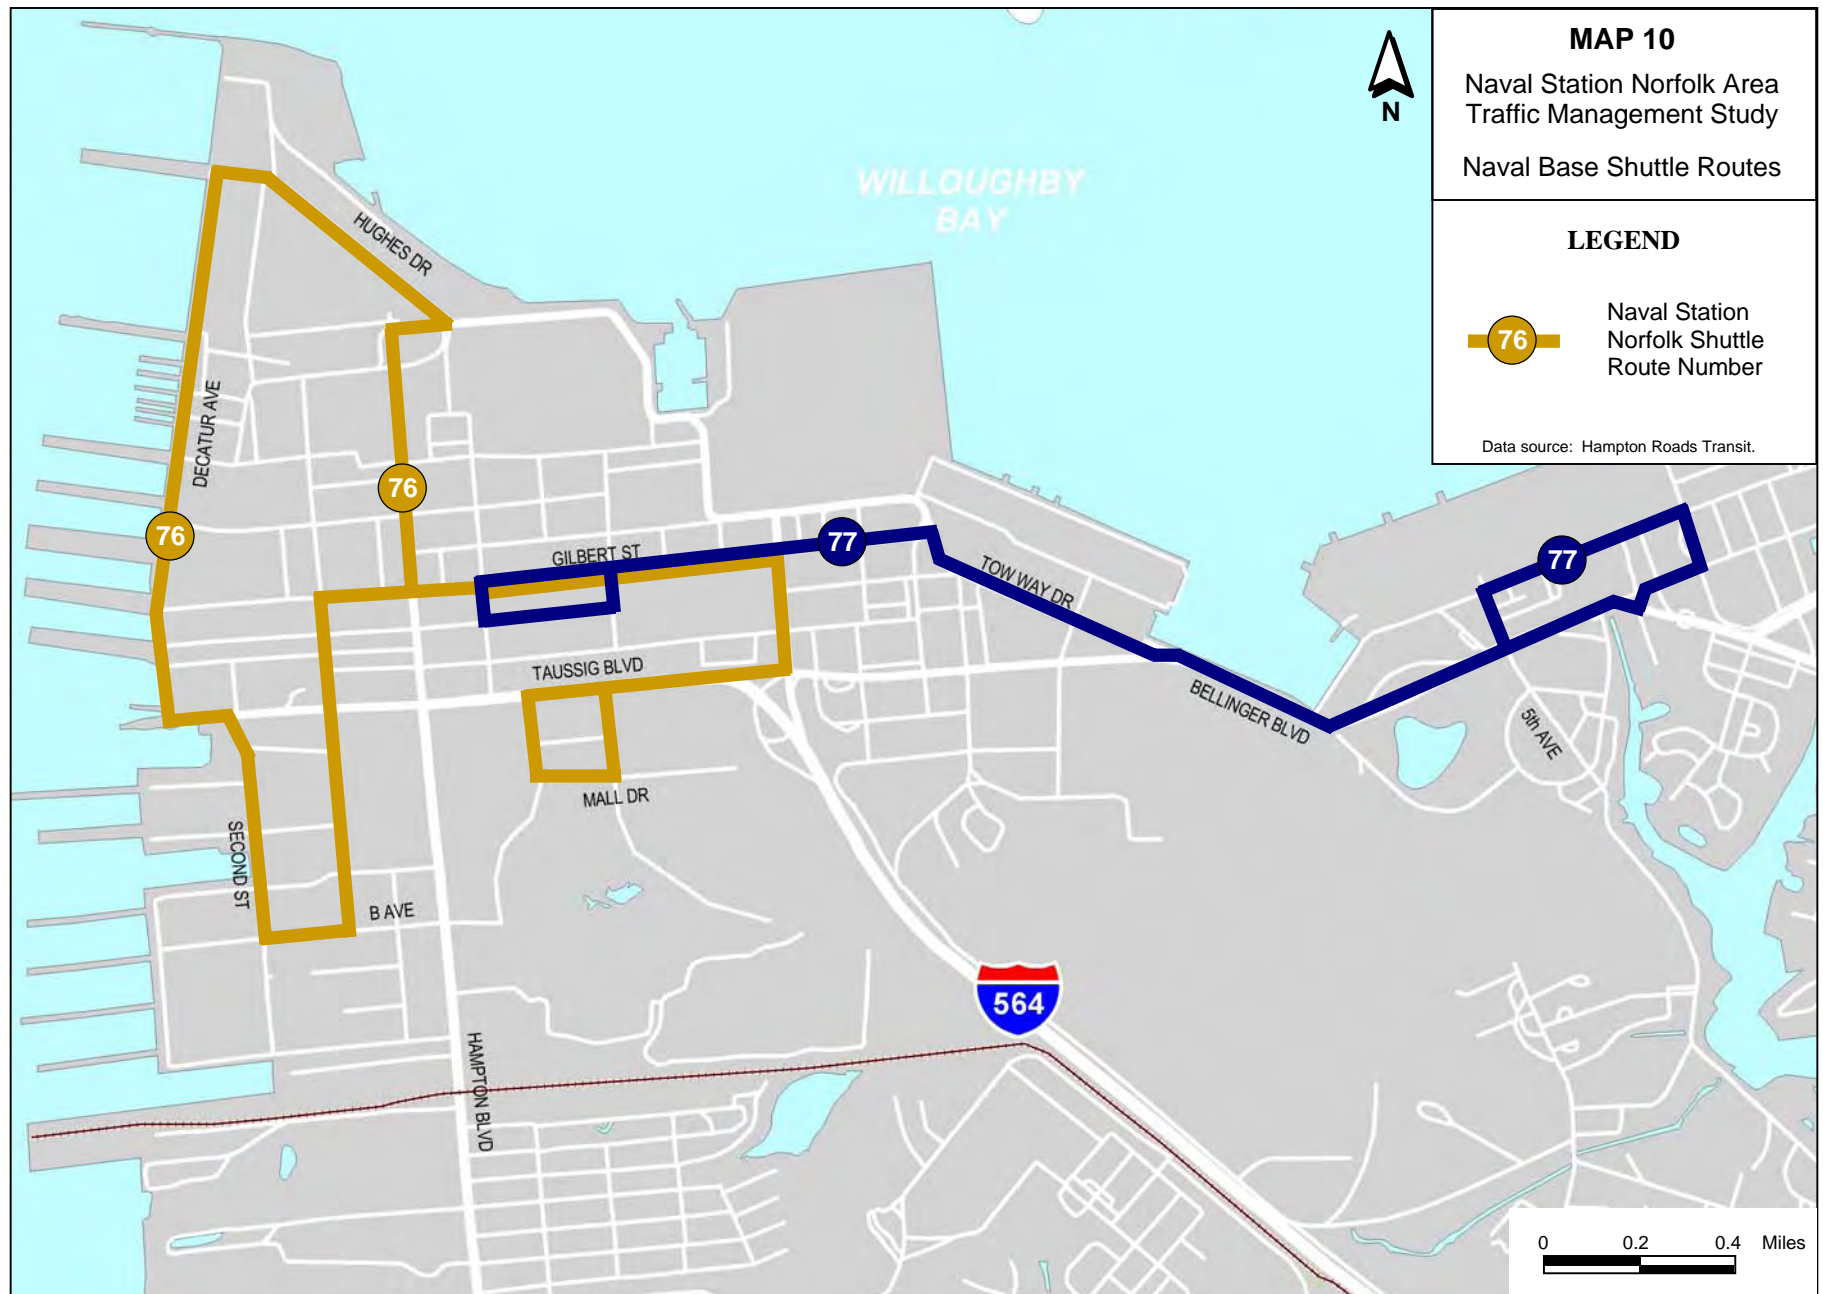 MAP 10
Naval Station Norfolk Area
Traffic Management Study
Naval Base Shuttle Routes
LEGEND
76
Naval Station
Norfolk Shuttle
Route Number
Data source: Hampton Roads Transit.
N
WILLOUGHBY
BAY
HUGHES DR
DECATUR AVE
76
76
GILBERT ST
77
TOW WAY DR
77
TAUSSIG BLVD
BELLINGER BLVD
5th AVE
MALL DR
SECOND ST
B AVE
564
HAMPTON BLVD
0 0.2 0.4 Miles